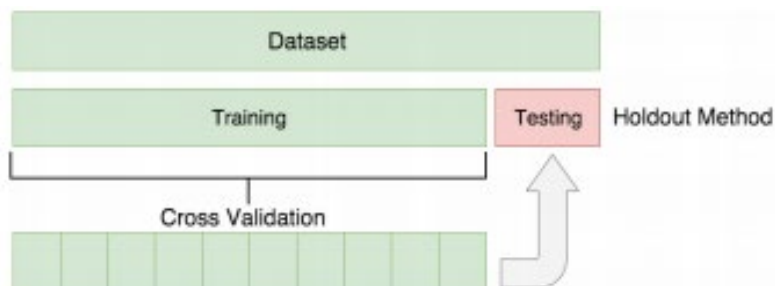 Dataset
Training
Testing
Holdout Method
Cross Validation